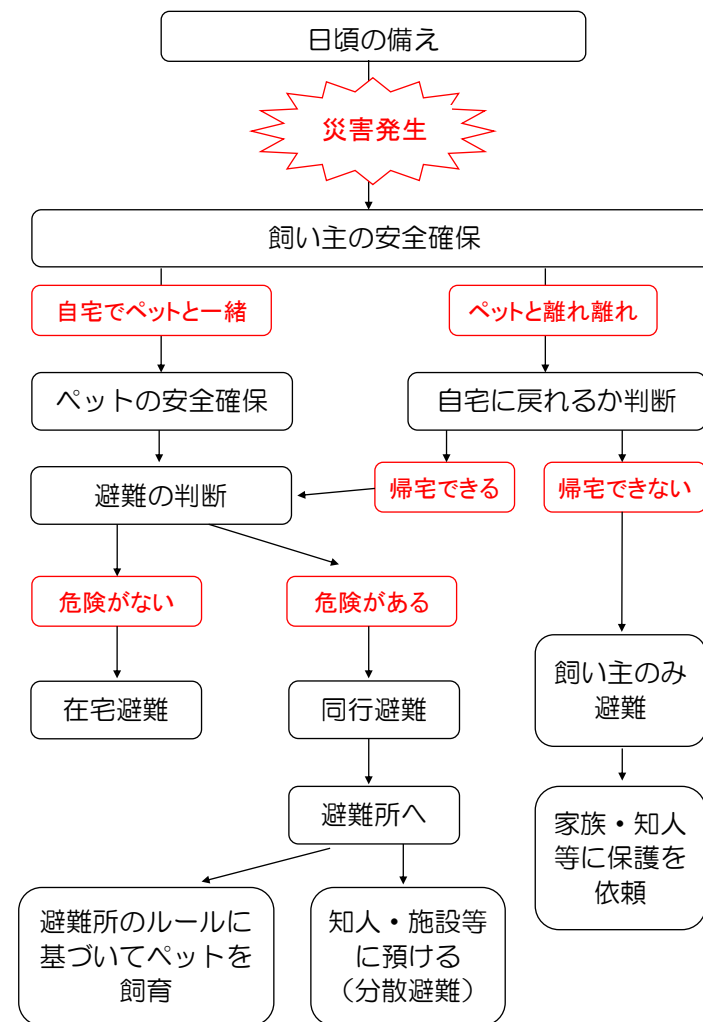 日頃の備え
災害発生
飼い主の安全確保
自宅でペットと一緒
ペットと離れ離れ
ペットの安全確保
自宅に戻れるか判断
避難の判断
帰宅できる
帰宅できない
危険がない
危険がある
在宅避難
同行避難
飼い主のみ
避難
避難所へ
家族・知人
等に保護を
依頼
避難所のルールに
基づいてペットを
飼育
知人・施設等
に預ける
（分散避難）